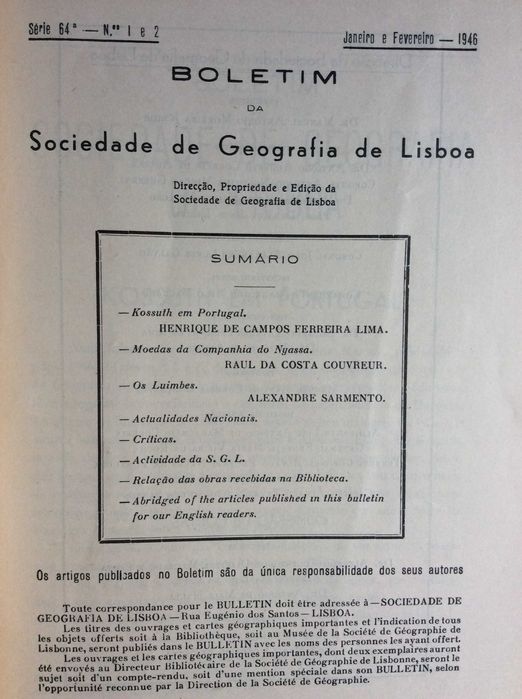 Série 64ª — N.ºˢ 1 e 2
Janeiro e Fevereiro — 1946
BOLETIM
DA
Sociedade de Geografia de Lisboa
Direcção, Propriedade e Edição da
Sociedade de Geografia de Lisboa
SUMÁRIO
— Kossuth em Portugal.
HENRIQUE DE CAMPOS FERREIRA LIMA.
— Moedas da Companhia do Nyassa.
RAUL DA COSTA COUVREUR.
— Os Luimbes.
ALEXANDRE SARMENTO.
— Actualidades Nacionais.
— Críticas.
— Actividade da S. G. L.
— Relação das obras recebidas na Biblioteca.
— Abridged of the articles published in this bulletin
for our English readers.
Os artigos publicados no Boletim são da única responsabilidade dos seus autores
Toute correspondance pour le BULLETIN doit être adressée à — SOCIEDADE DE
GEOGRAFIA DE LISBOA — Rua Eugénio dos Santos — LISBOA.
Les titres des ouvrages et cartes géographiques importantes et l'indication de tous
les objets offerts soit à la Bibliothèque, soit au Musée de la Société de Géographie de
Lisbonne, seront publiés dans le BULLETIN avec les noms des personnes les ayant offert.
Les ouvrages et les cartes géographiques importantes, dont deux exemplaires auront
été envoyés au Directeur Bibliotécaire de la Société de Géographie de Lisbonne, seront le
sujet soit d'un compte-rendu, soit d'une mention spéciale dans son BULLETIN, selon
l'opportunité reconnue par la Direction de la Société de Géographie.